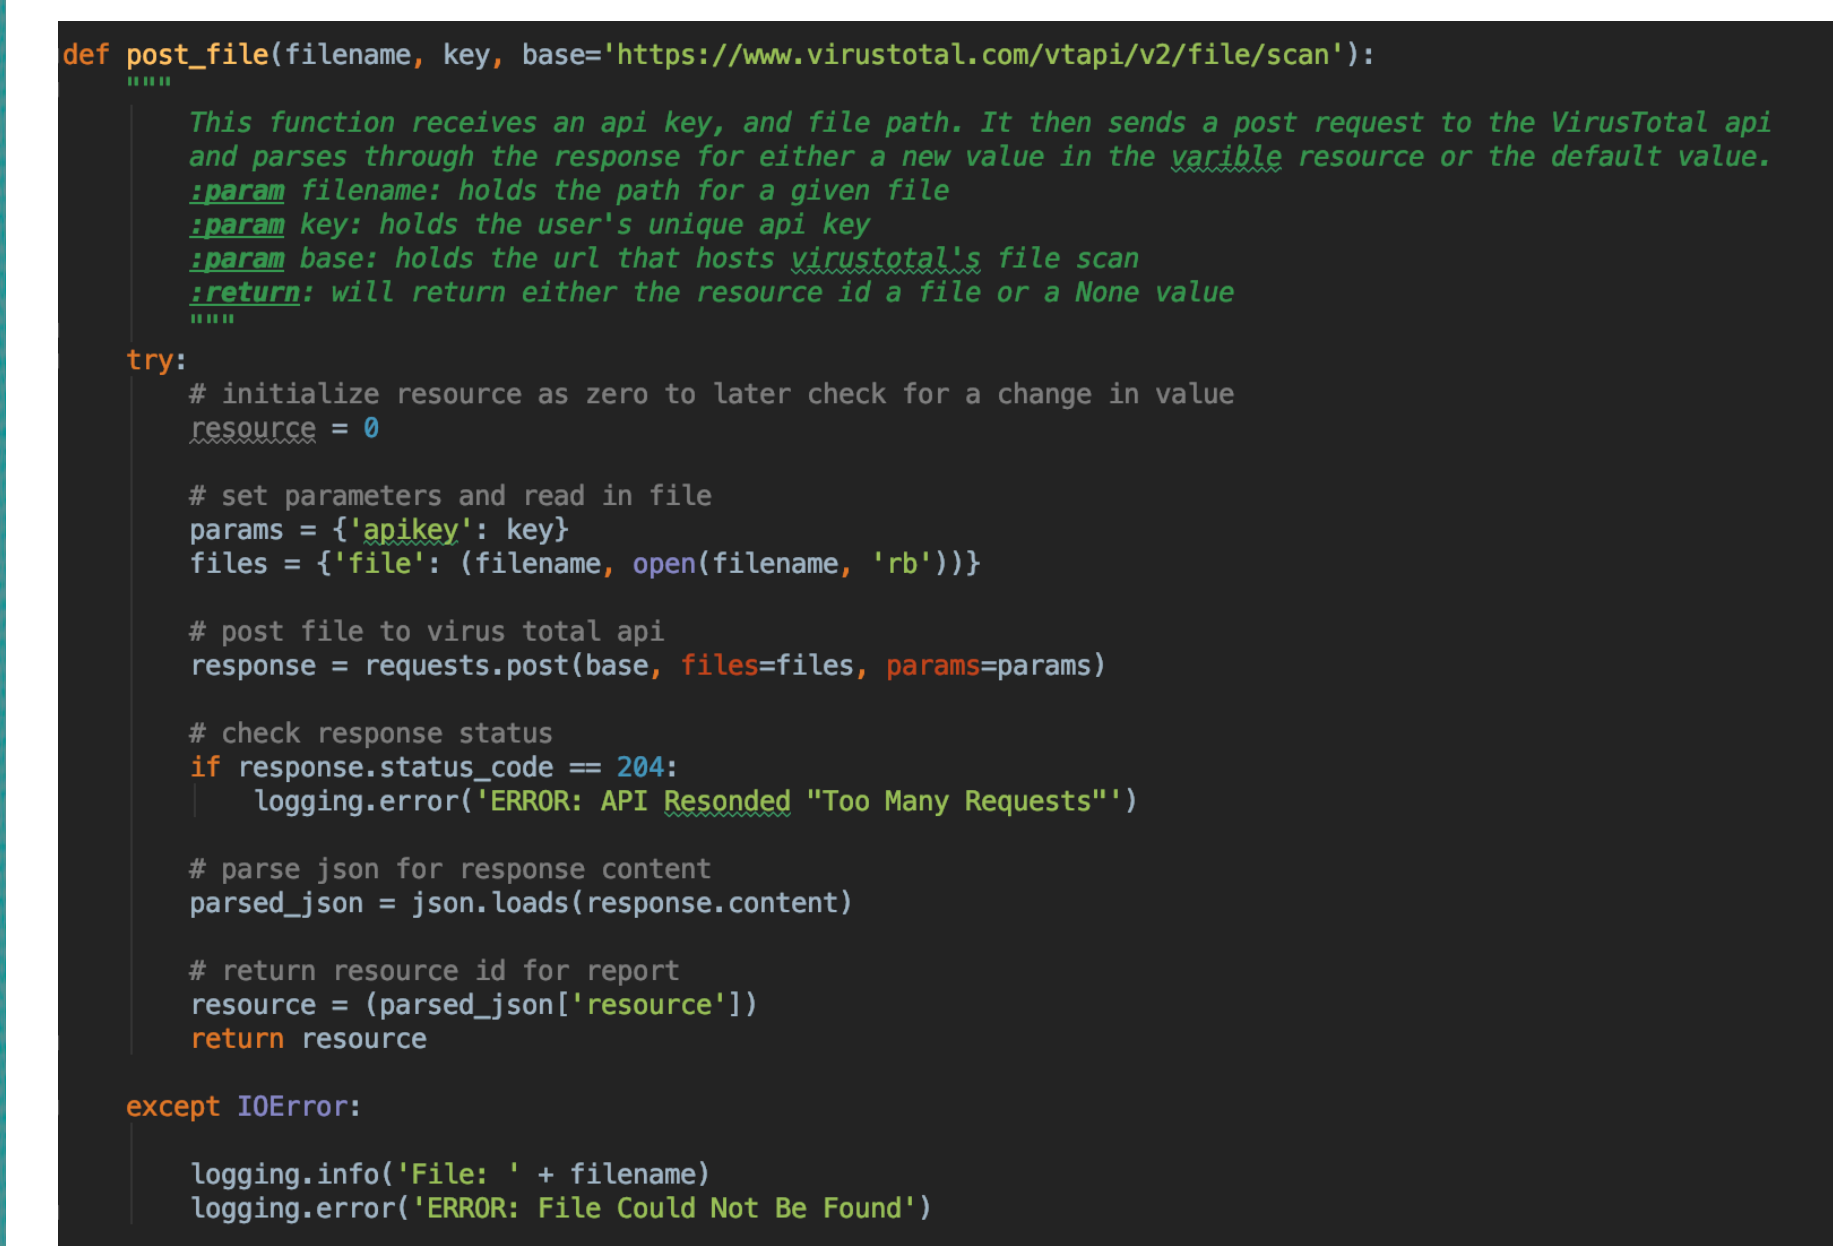 def post_file(filename, key, base='https://www.virustotal.com/vtapi/v2/file/scan'):
"""
This function receives an api key, and file path. It then sends a post request to the VirusTotal api
and parses through the response for either a new value in the varible resource or the default value.
:param filename: holds the path for a given file
:param key: holds the user's unique api key
:param base: holds the url that hosts virustotal's file scan
:return: will return either the resource id a file or a None value
"""
try:
# initialize resource as zero to later check for a change in value
resource = 0
# set parameters and read in file
params = {'apikey': key}
files = {'file': (filename, open(filename, 'rb'))}
# post file to virus total api
response = requests.post(base, files=files, params=params)
# check response status
if response.status_code == 204:
logging.error('ERROR: API Resonded "Too Many Requests"')
# parse json for response content
parsed_json = json.loads(response.content)
# return resource id for report
resource = (parsed_json['resource'])
return resource
except IOError:
logging.info('File: ' + filename)
logging.error('ERROR: File Could Not Be Found')